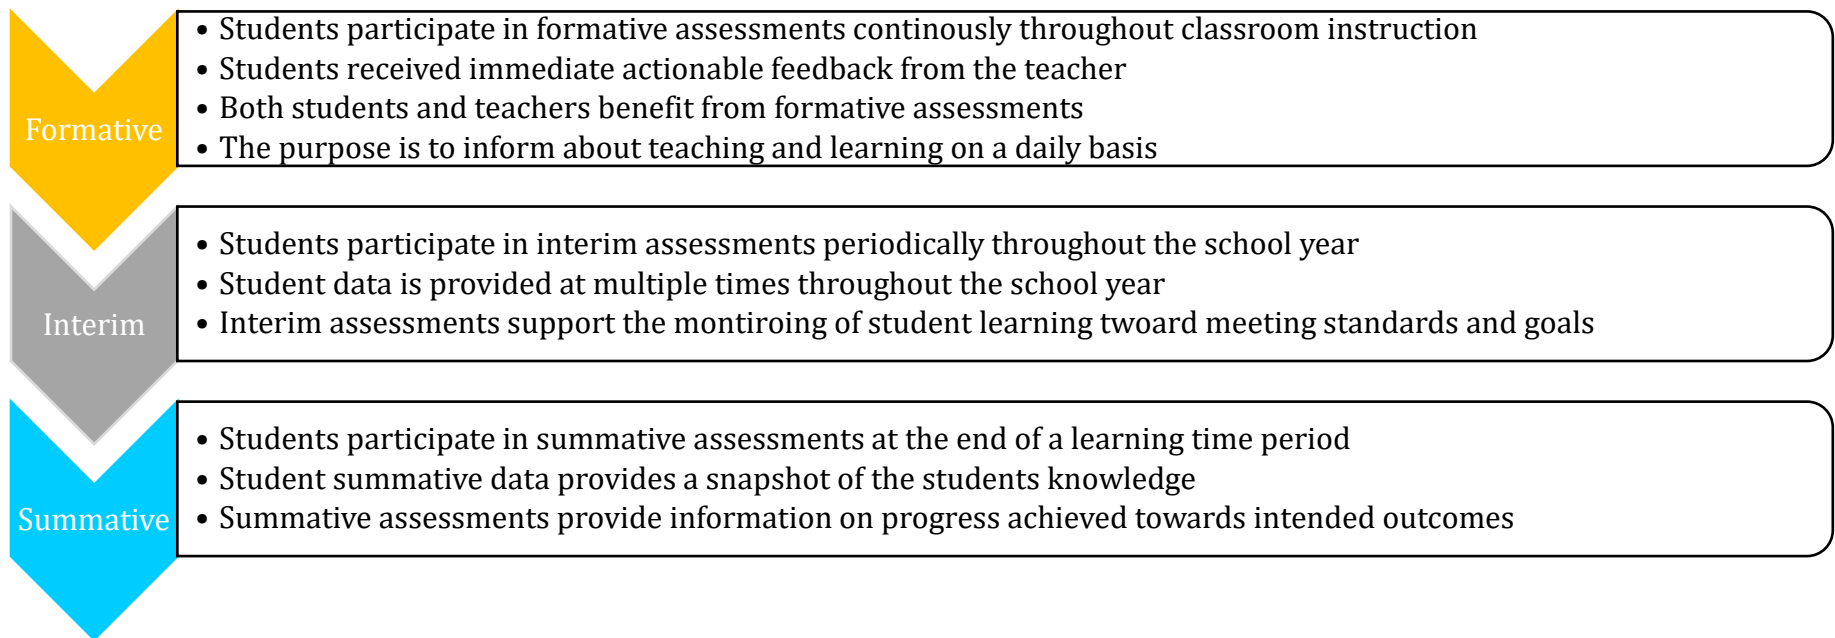 Formative
• Students participate in formative assessments continously throughout classroom instruction
• Students received immediate actionable feedback from the teacher
• Both students and teachers benefit from formative assessments
• The purpose is to inform about teaching and learning on a daily basis
Interim
• Students participate in interim assessments periodically throughout the school year
• Student data is provided at multiple times throughout the school year
• Interim assessments support the montiroing of student learning twoard meeting standards and goals
Summative
• Students participate in summative assessments at the end of a learning time period
• Student summative data provides a snapshot of the students knowledge
• Summative assessments provide information on progress achieved towards intended outcomes